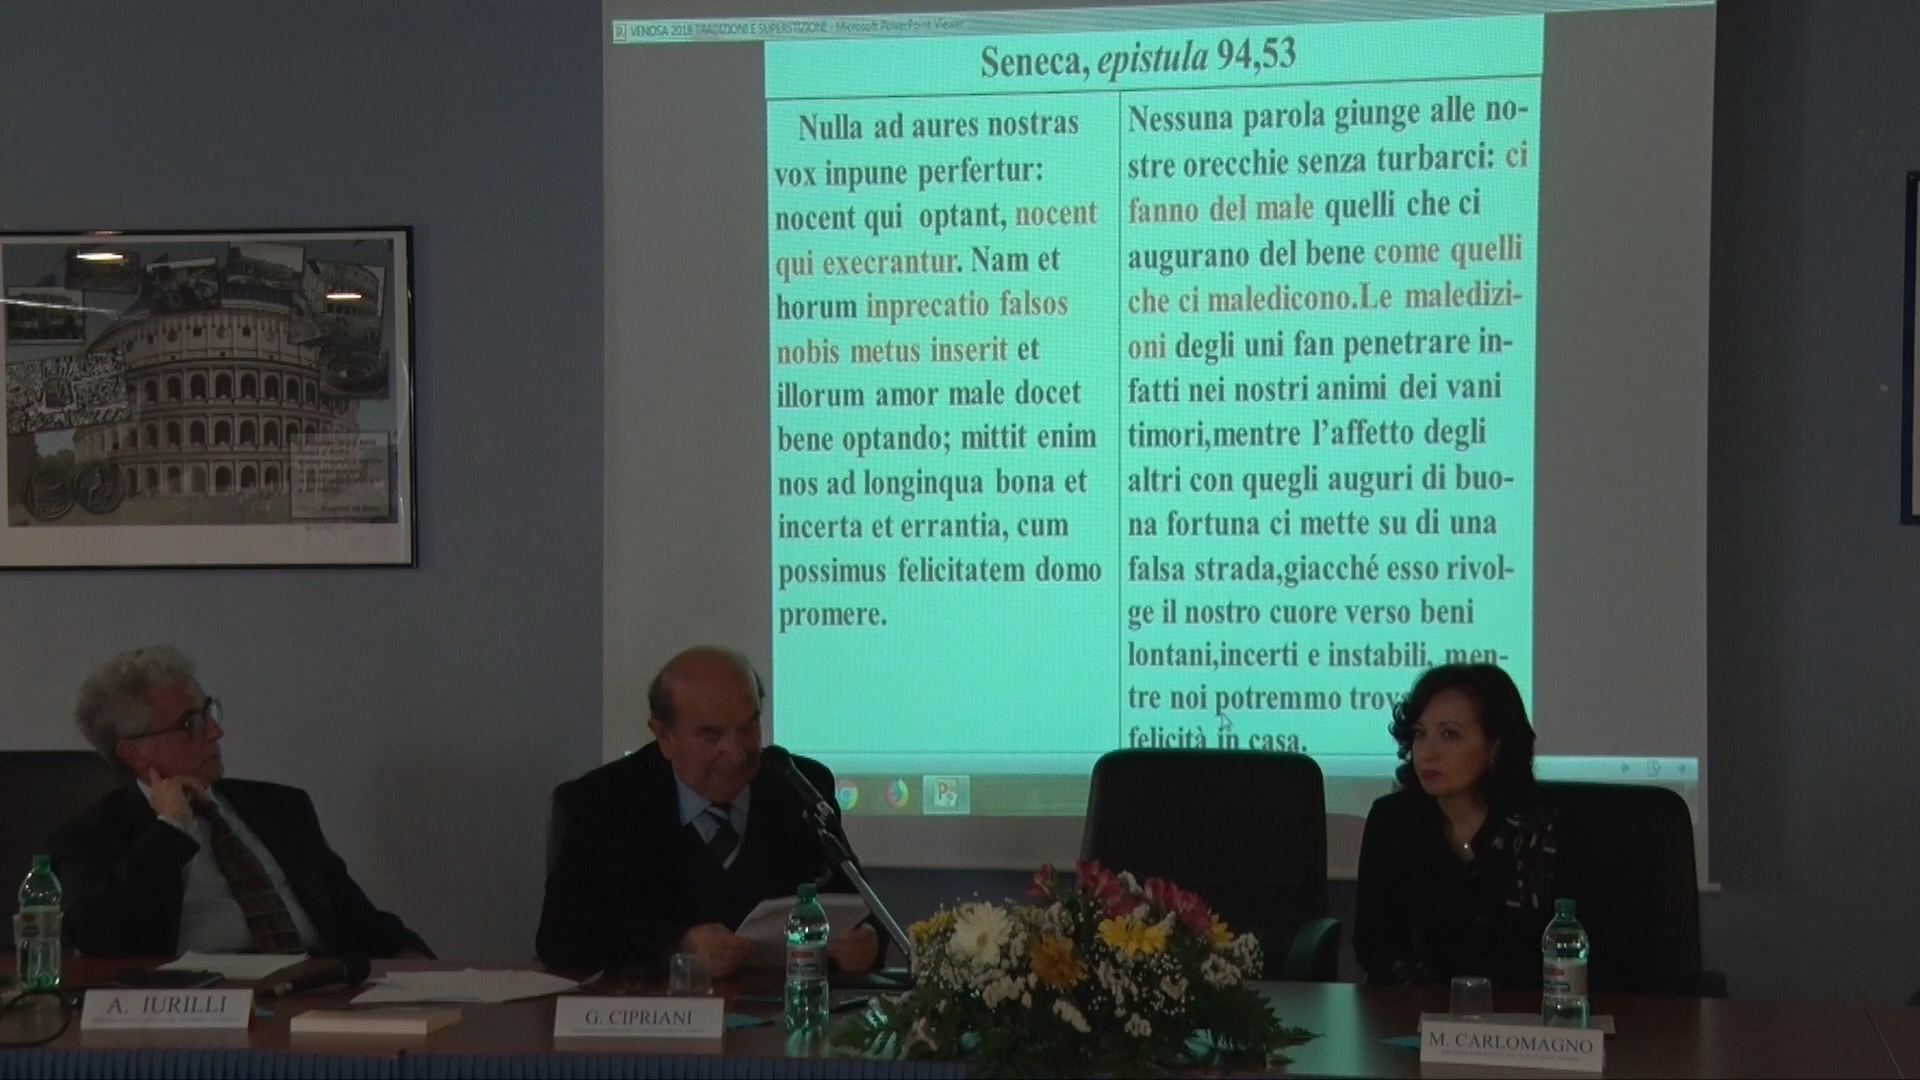 VENOSA 2018 TRADIZIONI E SUPERSTIZIONI - Microsoft PowerPoint Viewer
Seneca, epistula 94,53
Nulla ad aures nostras
vox inpune perfertur:
nocent qui optant, nocent
qui execrantur. Nam et
horum inprecatio falsos
nobis metus inserit et
illorum amor male docet
bene optando; mittit enim
nos ad longinqua bona et
incerta et errantia, cum
possimus felicitatem domo
promere.
Nessuna parola giunge alle no-
stre orecchie senza turbarci: ci
fanno del male quelli che ci
augurano del bene come quelli
che ci maledicono.Le maledizi-
oni degli uni fan penetrare in-
fatti nei nostri animi dei vani
timori,mentre l'affetto degli
altri con quegli auguri di buo-
na fortuna ci mette su di una
falsa strada,giacché esso rivol-
ge il nostro cuore verso beni
lontani,incerti e instabili, men-
tre noi potremmo trov
felicità in casa.
A. IURILLI
G. CIPRIANI
M. CARLOMAGNO